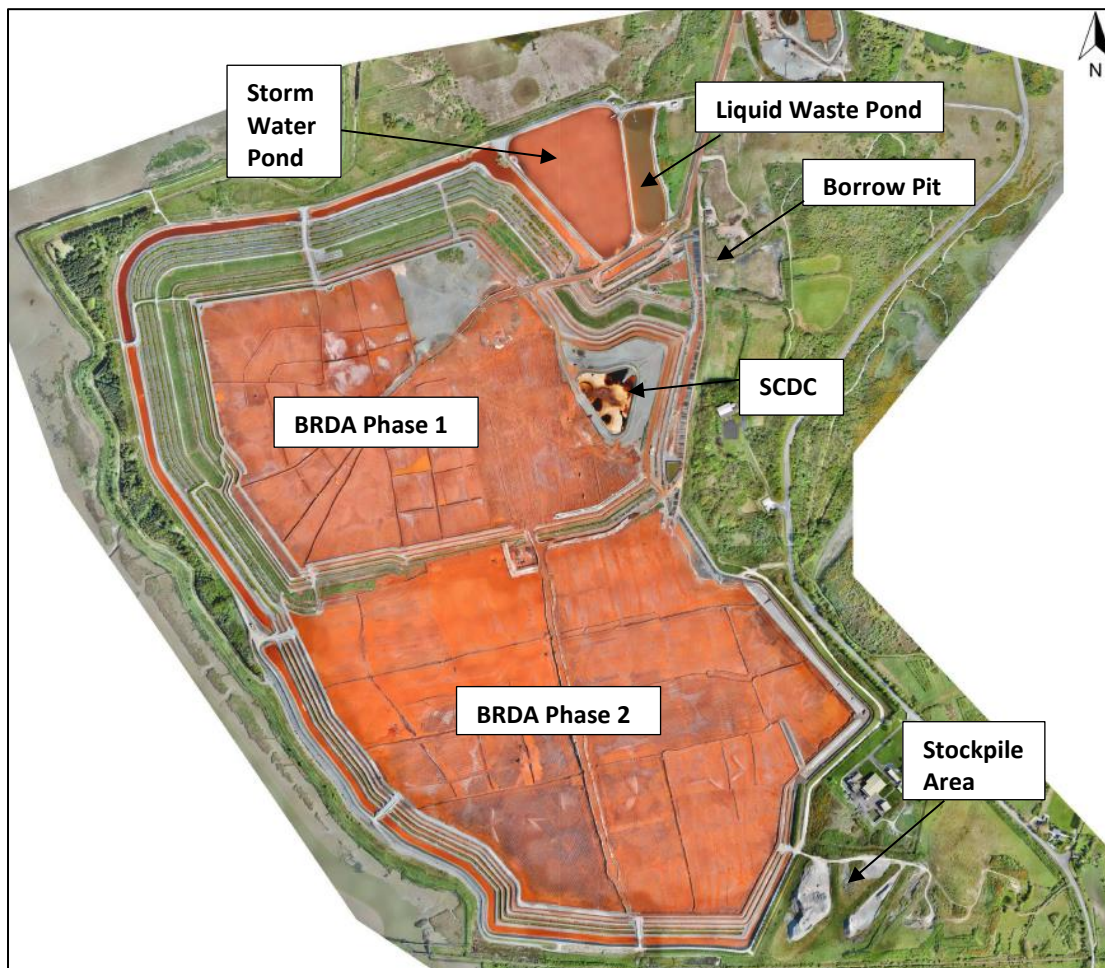 N
Storm
Water
Pond
Liquid Waste Pond
Borrow Pit
SCDC
BRDA Phase 1
BRDA Phase 2
Stockpile
Area